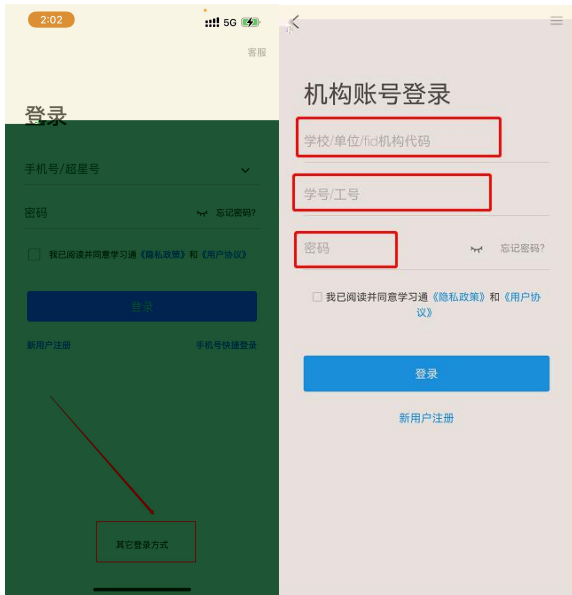 2:02
5G
客服
登录
手机号/超星号
密码
忘记密码?
我已阅读并同意学习通《隐私政策》和《用户协议》
登录
新用户注册
手机号快捷登录
其它登录方式
机构账号登录
学校/单位/fid机构代码
学号/工号
密码
忘记密码?
我已阅读并同意学习通《隐私政策》和《用户协
议》
登录
新用户注册